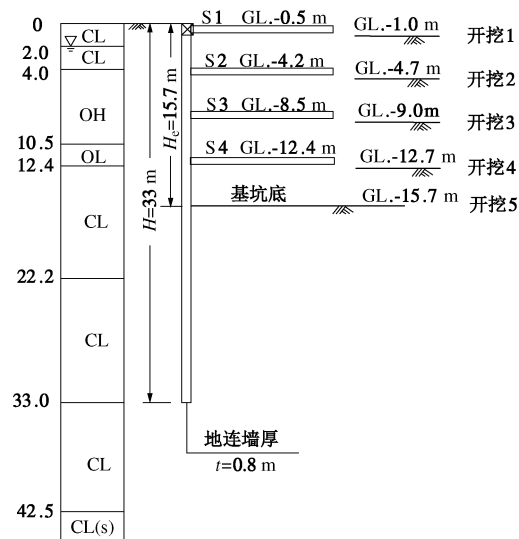 0
CL
2.0
CL
4.0
OH
10.5
OL
12.4
CL
22.2
CL
33.0
CL
42.5
CL(s)
H=33 m
He=15.7 m
S1 GL.-0.5 m
GL.-1.0 m
开挖1
S2 GL.-4.2 m
GL.-4.7 m
开挖2
S3 GL.-8.5 m
GL.-9.0m
开挖3
S4 GL.-12.4 m
GL.-12.7 m
开挖4
基坑底
GL.-15.7 m
开挖5
地连墙厚
t=0.8 m